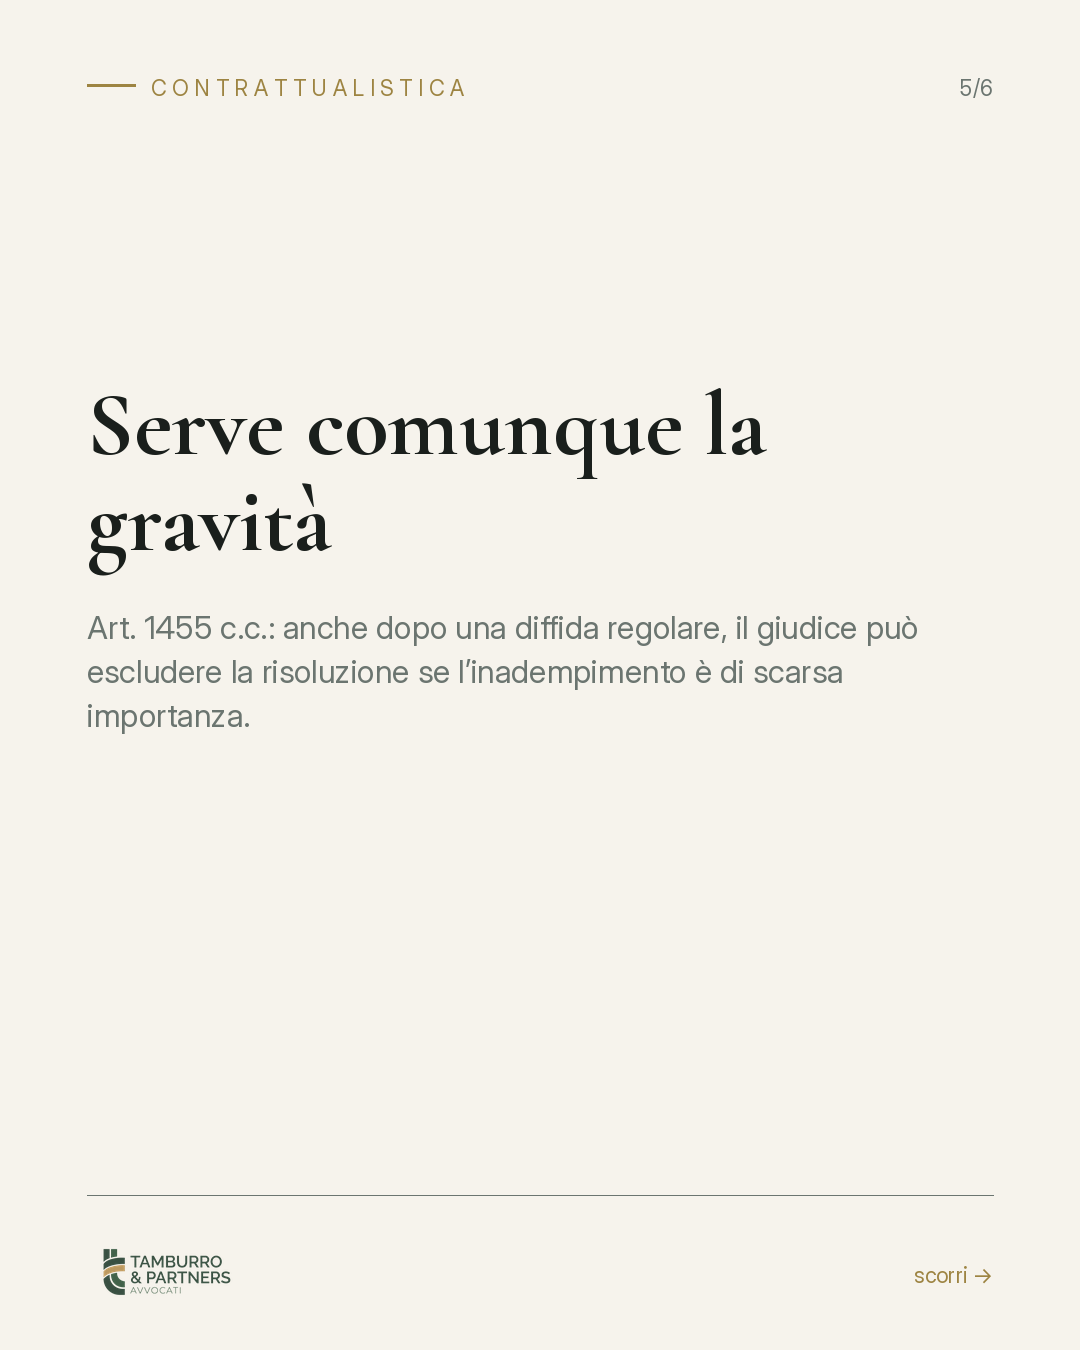 CONTRATTUALISTICA
5/6
Serve comunque la
gravità
Art. 1455 c.c.: anche dopo una diffida regolare, il giudice può
escludere la risoluzione se l’inadempimento è di scarsa
importanza.
TAMBURRO
& PARTNERS
AVVOCATI
scorri →